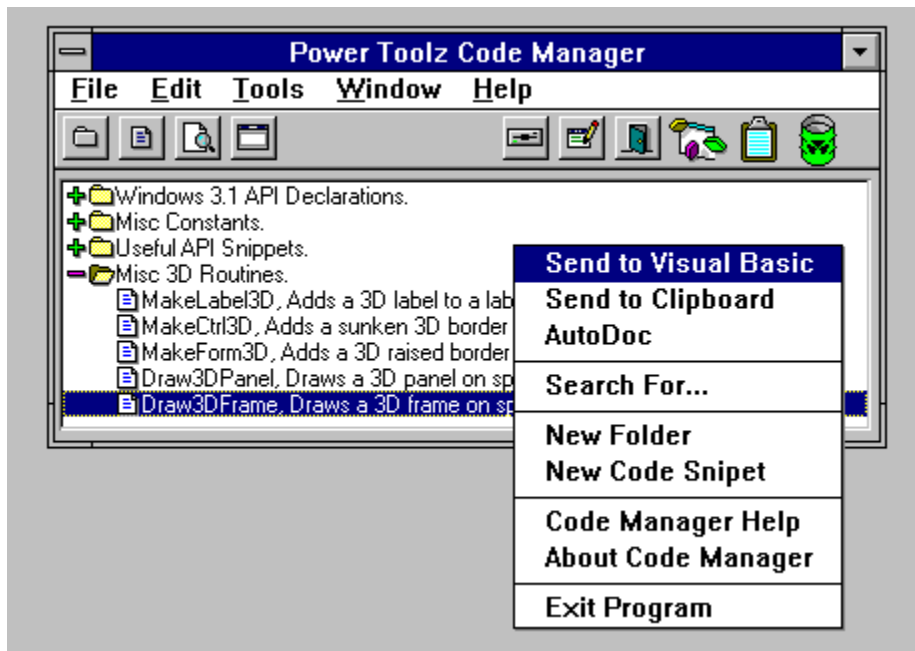 Power Toolz Code Manager
File Edit Tools Window Help
Windows 3.1 API Declarations.
Misc Constants.
Useful API Snippets.
Misc 3D Routines.
MakeLabel3D, Adds a 3D label to a lab
MakeCtrl3D, Adds a sunken 3D border
MakeForm3D, Adds a 3D raised border
Draw3DPanel, Draws a 3D panel on sp
Draw3DFrame, Draws a 3D frame on sp
Send to Visual Basic
Send to Clipboard
AutoDoc
Search For...
New Folder
New Code Snipet
Code Manager Help
About Code Manager
Exit Program